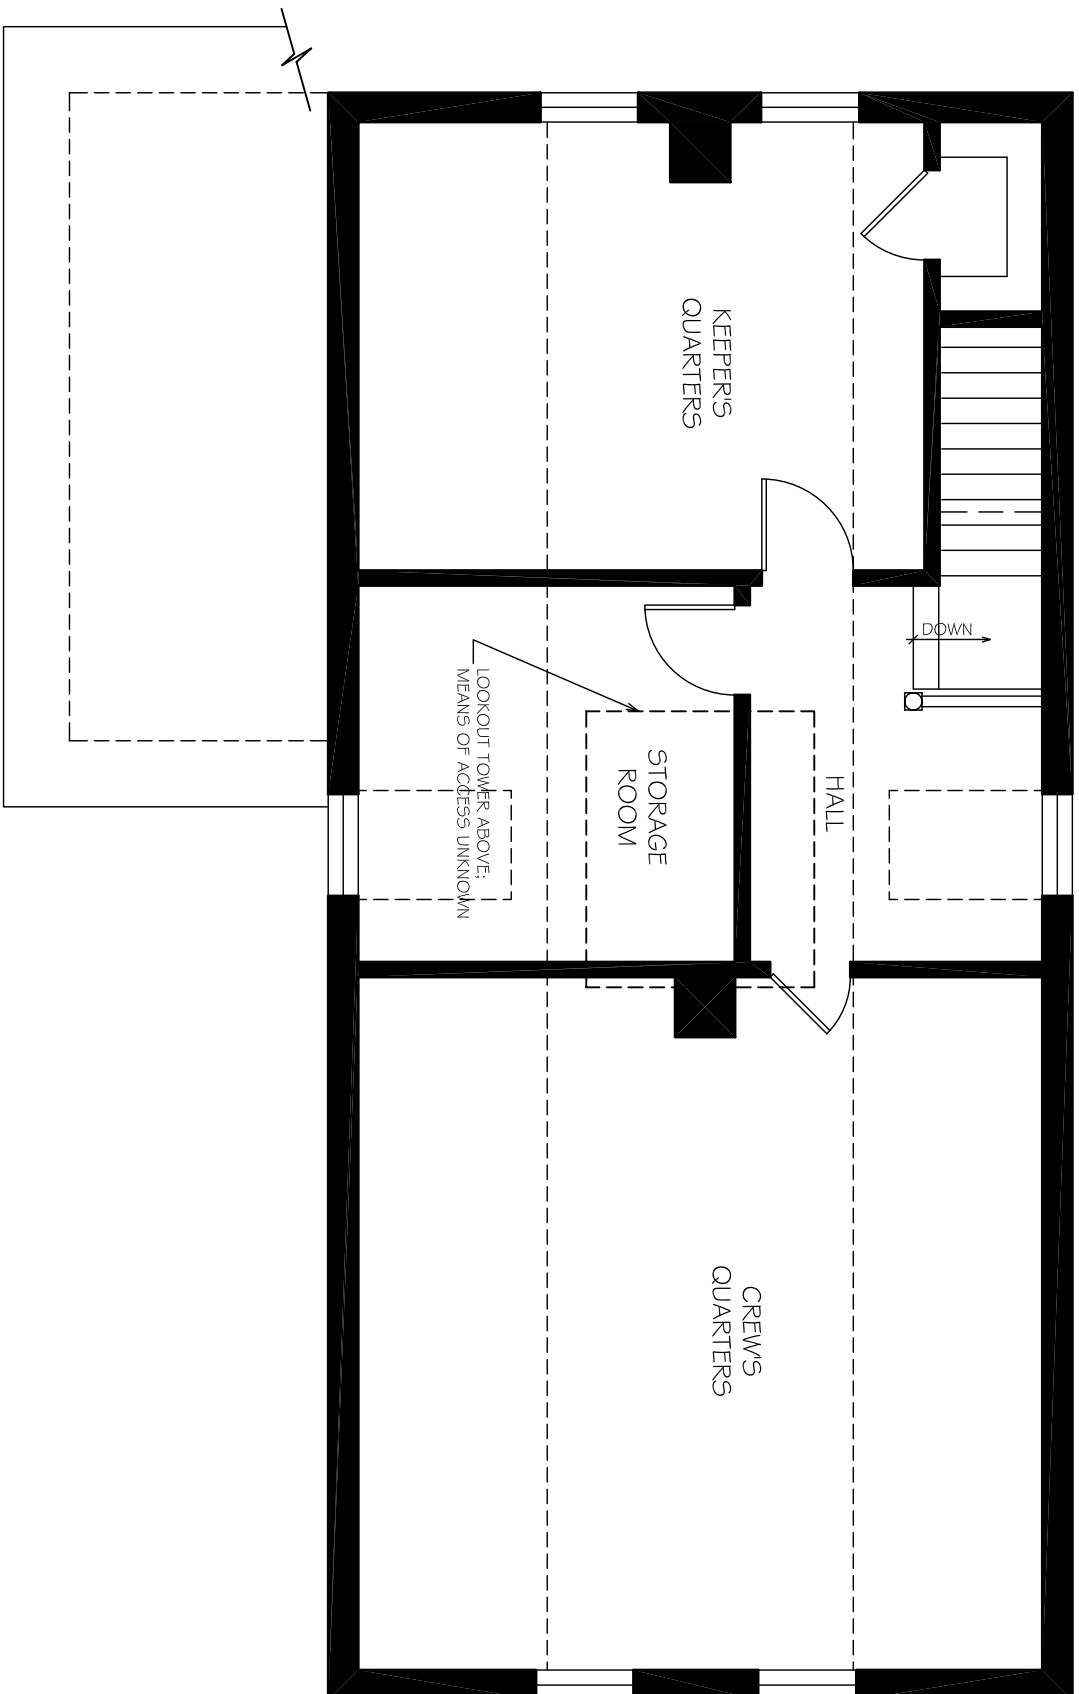 KEEPER'S
QUARTERS
DOWN
LOOKOUT TOWER ABOVE;
MEANS OF ACCESS UNKNOWN
STORAGE
ROOM
HALL
CREW'S
QUARTERS